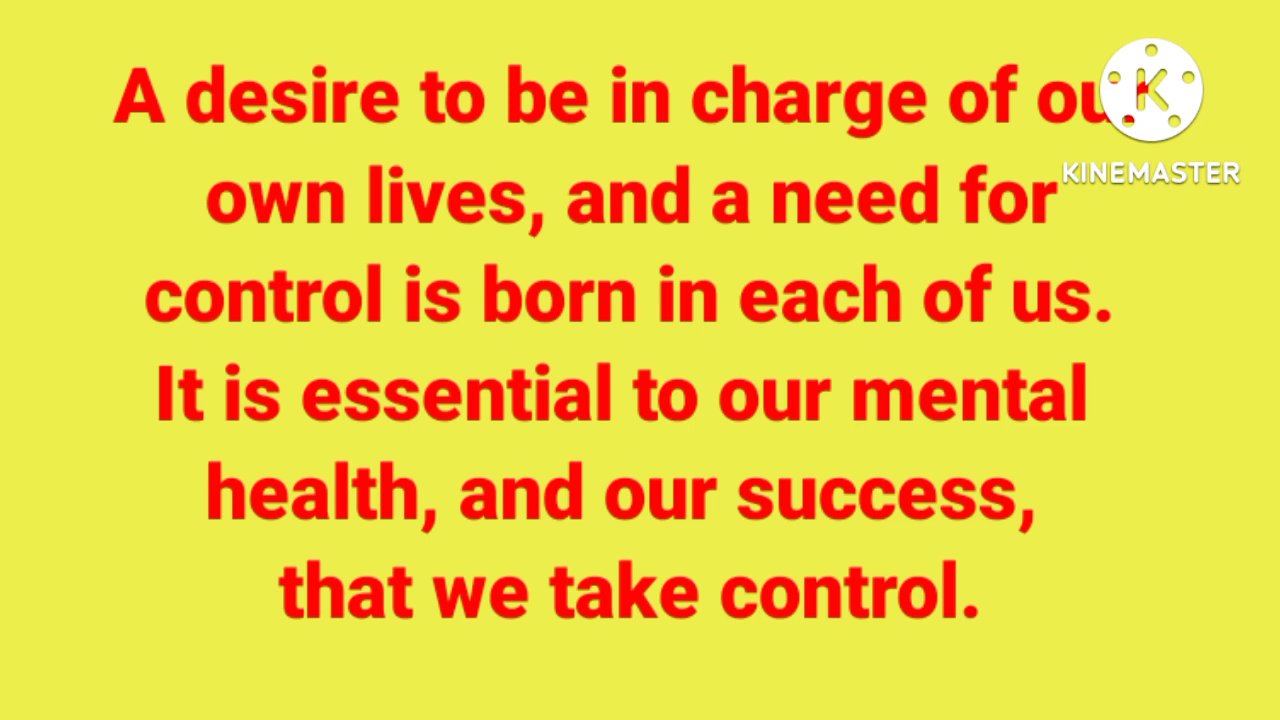 A desire to be in charge of our
own lives, and a need for
control is born in each of us.
It is essential to our mental
health, and our success,
that we take control.
K
KINEMASTER